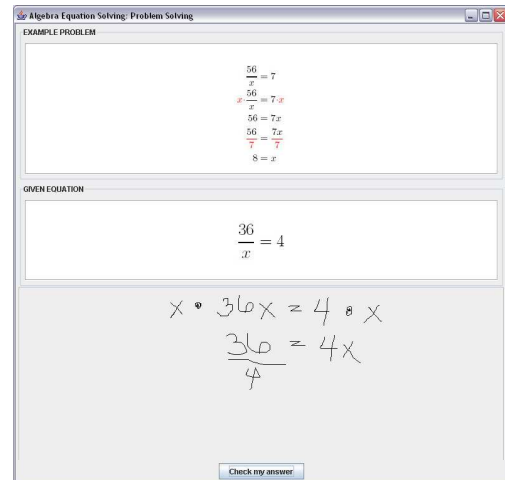 Algebra Equation Solving: Problem Solving
EXAMPLE PROBLEM
56/x = 7
x·56/x = 7·x
56 = 7x
56/7 = 7x/7
8 = x
GIVEN EQUATION
36/x = 4
x • 36x = 4 • x
36/4 = 4x
Check my answer